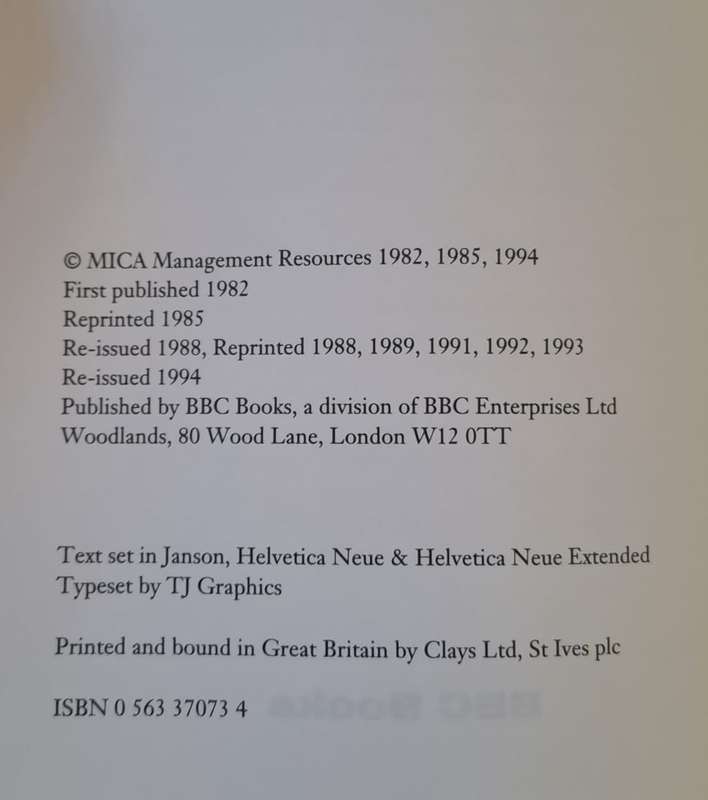 © MICA Management Resources 1982, 1985, 1994
First published 1982
Reprinted 1985
Re-issued 1988, Reprinted 1988, 1989, 1991, 1992, 1993
Re-issued 1994
Published by BBC Books, a division of BBC Enterprises Ltd
Woodlands, 80 Wood Lane, London W12 0TT
Text set in Janson, Helvetica Neue & Helvetica Neue Extended
Typeset by TJ Graphics
Printed and bound in Great Britain by Clays Ltd, St Ives plc
ISBN 0 563 37073 4
BBC Books